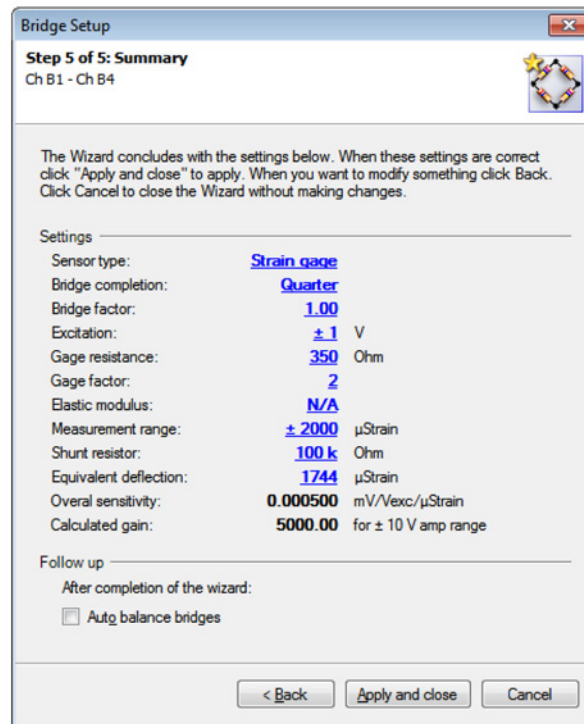 Bridge Setup
Step 5 of 5: Summary
Ch B1 - Ch B4
The Wizard concludes with the settings below. When these settings are correct
click "Apply and close" to apply. When you want to modify something click Back.
Click Cancel to close the Wizard without making changes.
Settings
Sensor type: Strain gage
Bridge completion: Quarter
Bridge factor: 1.00
Excitation: ± 1 V
Gage resistance: 350 Ohm
Gage factor: 2
Elastic modulus: N/A
Measurement range: ± 2000 µStrain
Shunt resistor: 100 k Ohm
Equivalent deflection: 1744 µStrain
Overal sensitivity: 0.000500 mV/Vexc/µStrain
Calculated gain: 5000.00 for ± 10 V amp range
Follow up
After completion of the wizard:
Auto balance bridges
< Back Apply and close Cancel